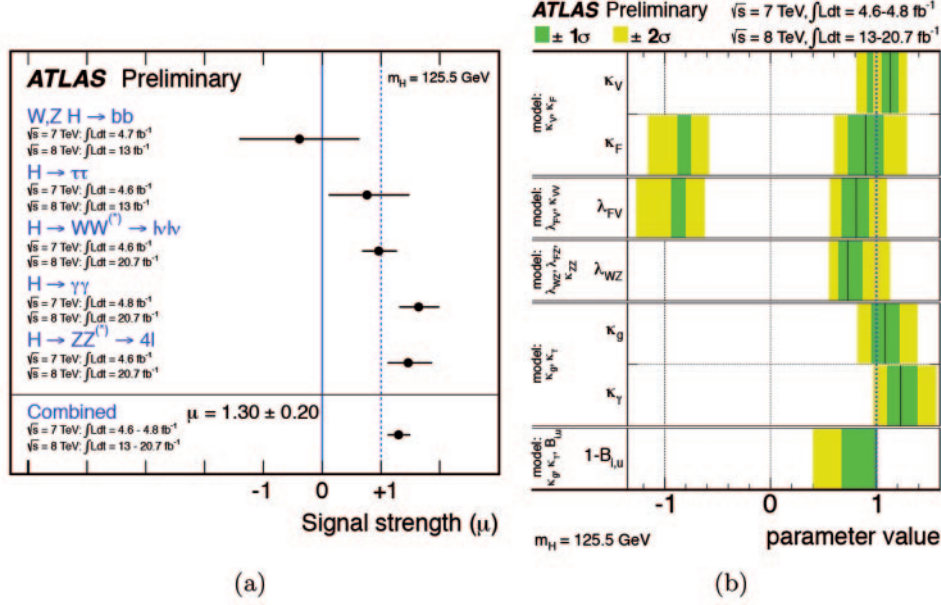 ATLAS Preliminary
m_H = 125.5 GeV
W,Z H → bb
√s = 7 TeV: ∫Ldt = 4.7 fb⁻¹
√s = 8 TeV: ∫Ldt = 13 fb⁻¹
H → ττ
√s = 7 TeV: ∫Ldt = 4.6 fb⁻¹
√s = 8 TeV: ∫Ldt = 13 fb⁻¹
H → WW⁽*⁾ → lνlν
√s = 7 TeV: ∫Ldt = 4.6 fb⁻¹
√s = 8 TeV: ∫Ldt = 20.7 fb⁻¹
H → γγ
√s = 7 TeV: ∫Ldt = 4.8 fb⁻¹
√s = 8 TeV: ∫Ldt = 20.7 fb⁻¹
H → ZZ⁽*⁾ → 4l
√s = 7 TeV: ∫Ldt = 4.6 fb⁻¹
√s = 8 TeV: ∫Ldt = 20.7 fb⁻¹
Combined
μ = 1.30 ± 0.20
√s = 7 TeV: ∫Ldt = 4.6 - 4.8 fb⁻¹
√s = 8 TeV: ∫Ldt = 13 - 20.7 fb⁻¹
-1 0 +1
Signal strength (μ)
(a)
ATLAS Preliminary
√s = 7 TeV, ∫Ldt = 4.6-4.8 fb⁻¹
± 1σ ± 2σ
√s = 8 TeV, ∫Ldt = 13-20.7 fb⁻¹
model:
κ_V, κ_F
κ_V
κ_F
model:
λ_FV, κ_VV
λ_FV
model:
λ_WZ, λ_FZ,
κ_ZZ
λ_WZ
model:
κ_g, κ_γ
κ_g
κ_γ
model:
κ_g, κ_γ, B_i,u
1-B_i,u
-1 0 1
m_H = 125.5 GeV
parameter value
(b)